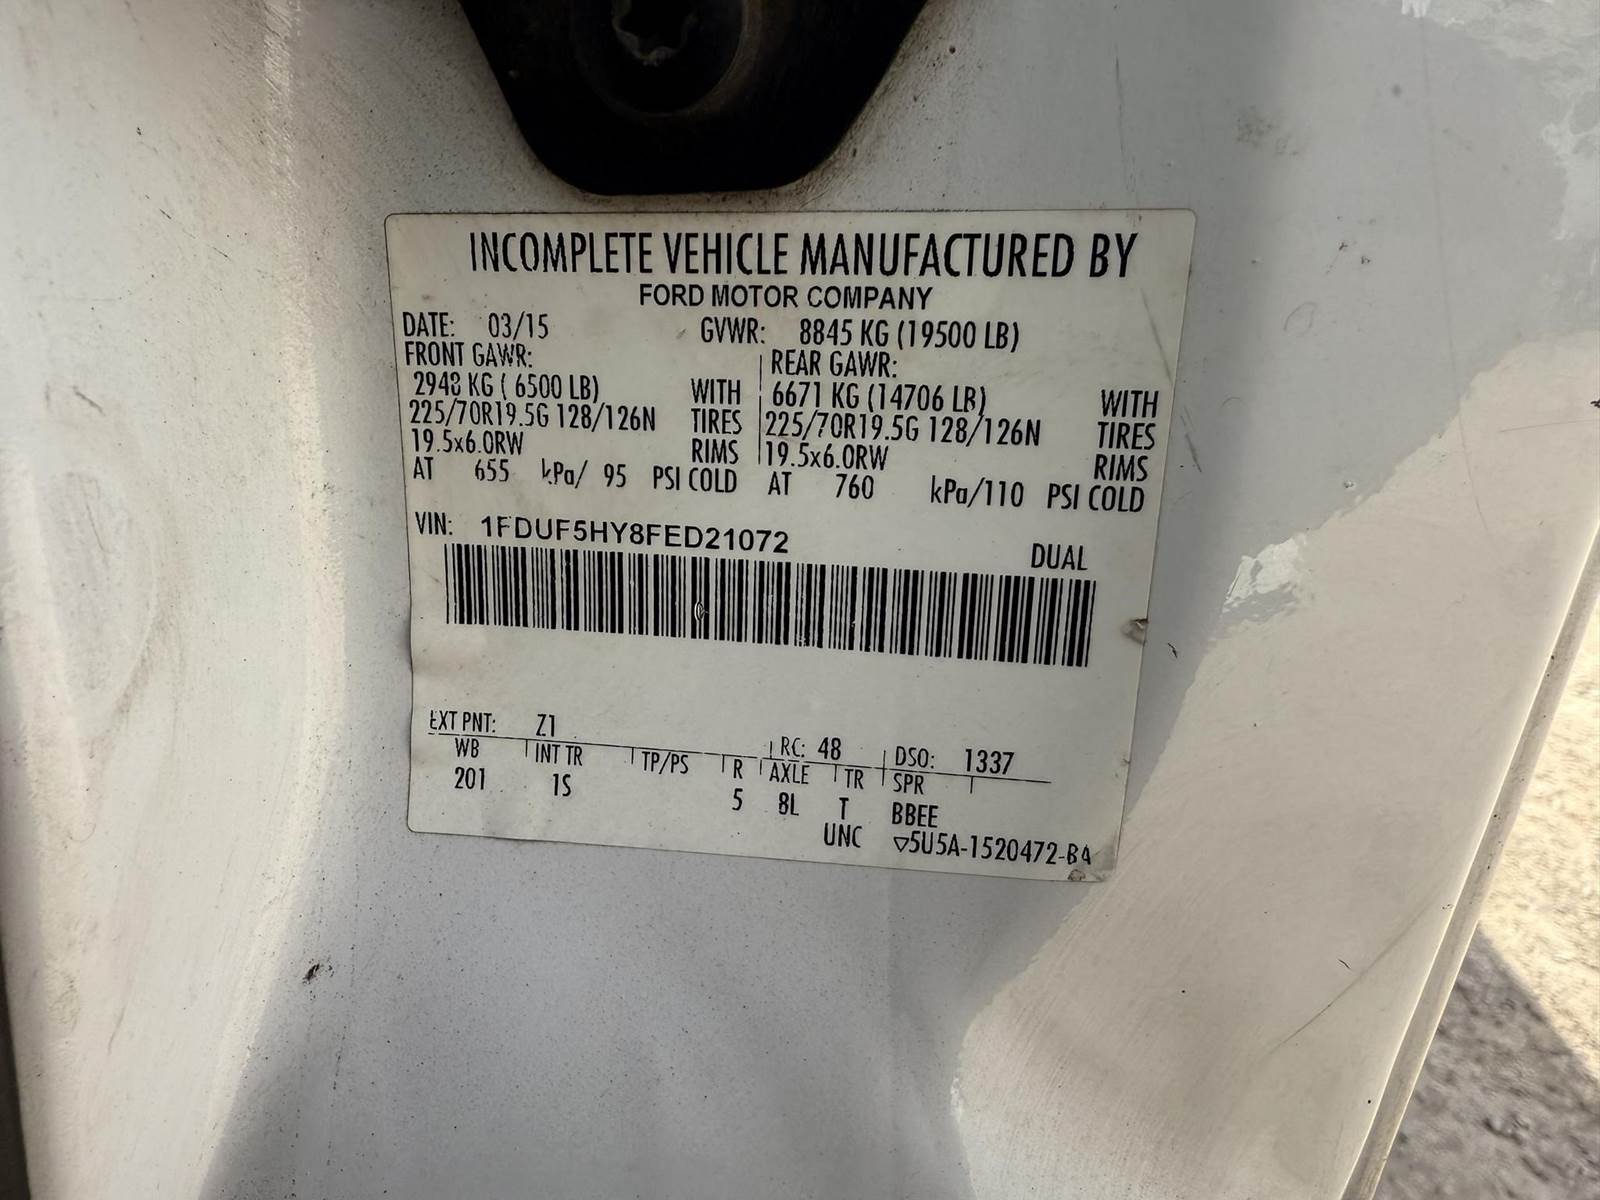 INCOMPLETE VEHICLE MANUFACTURED BY
FORD MOTOR COMPANY
DATE: 03/15 GVWR: 8845 KG (19500 LB)
FRONT GAWR: REAR GAWR:
2948 KG ( 6500 LB) WITH 6671 KG (14706 LB) WITH
225/70R19.5G 128/126N TIRES 225/70R19.5G 128/126N TIRES
19.5x6.0RW RIMS 19.5x6.0RW RIMS
AT 655 kPa/ 95 PSI COLD AT 760 kPa/110 PSI COLD
VIN: 1FDUF5HY8FED21072
DUAL
EXT PNT: Z1 RC: 48 DSO: 1337
WB INT TR TP/PS R AXLE TR SPR
201 1S 5 8L T BBEE
UNC ▽5U5A-1520472-BA